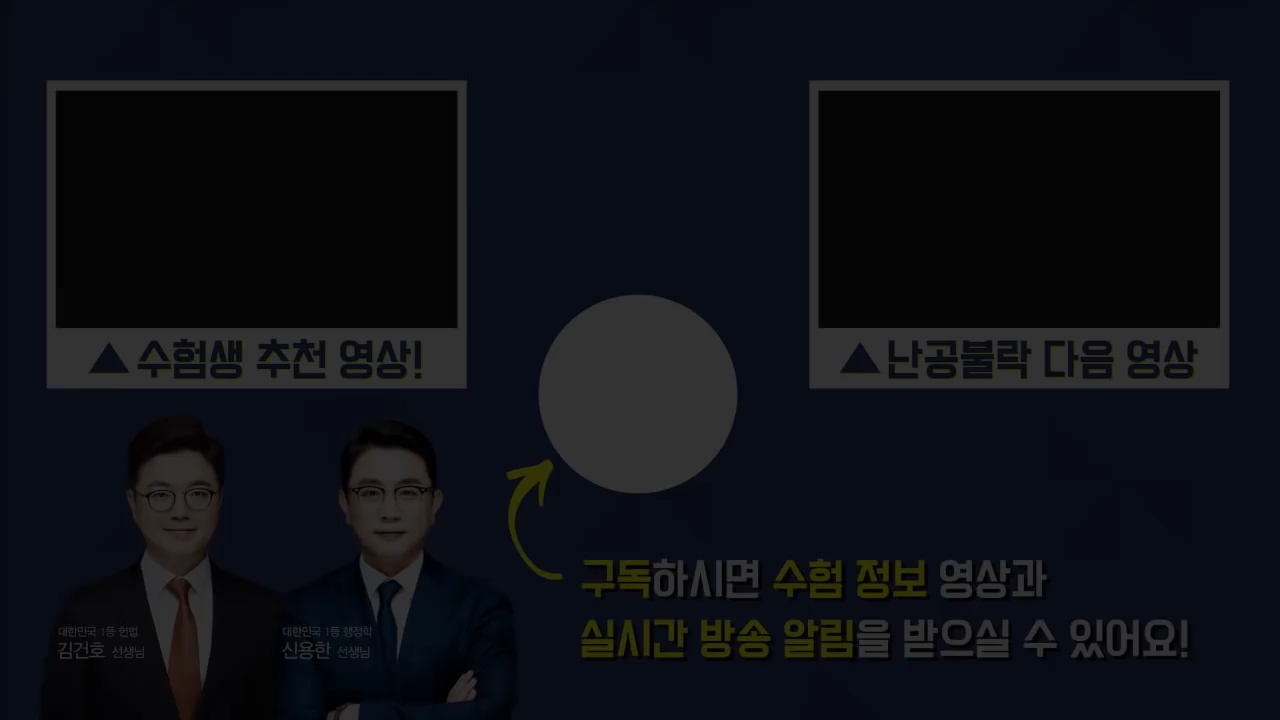 ▲수험생 추천 영상!
▲난공불락 다음 영상
구독하시면 수험 정보 영상과
실시간 방송 알림을 받으실 수 있어요!
대한민국 1등 헌법
김건호 선생님
대한민국 1등 행정학
신용한 선생님